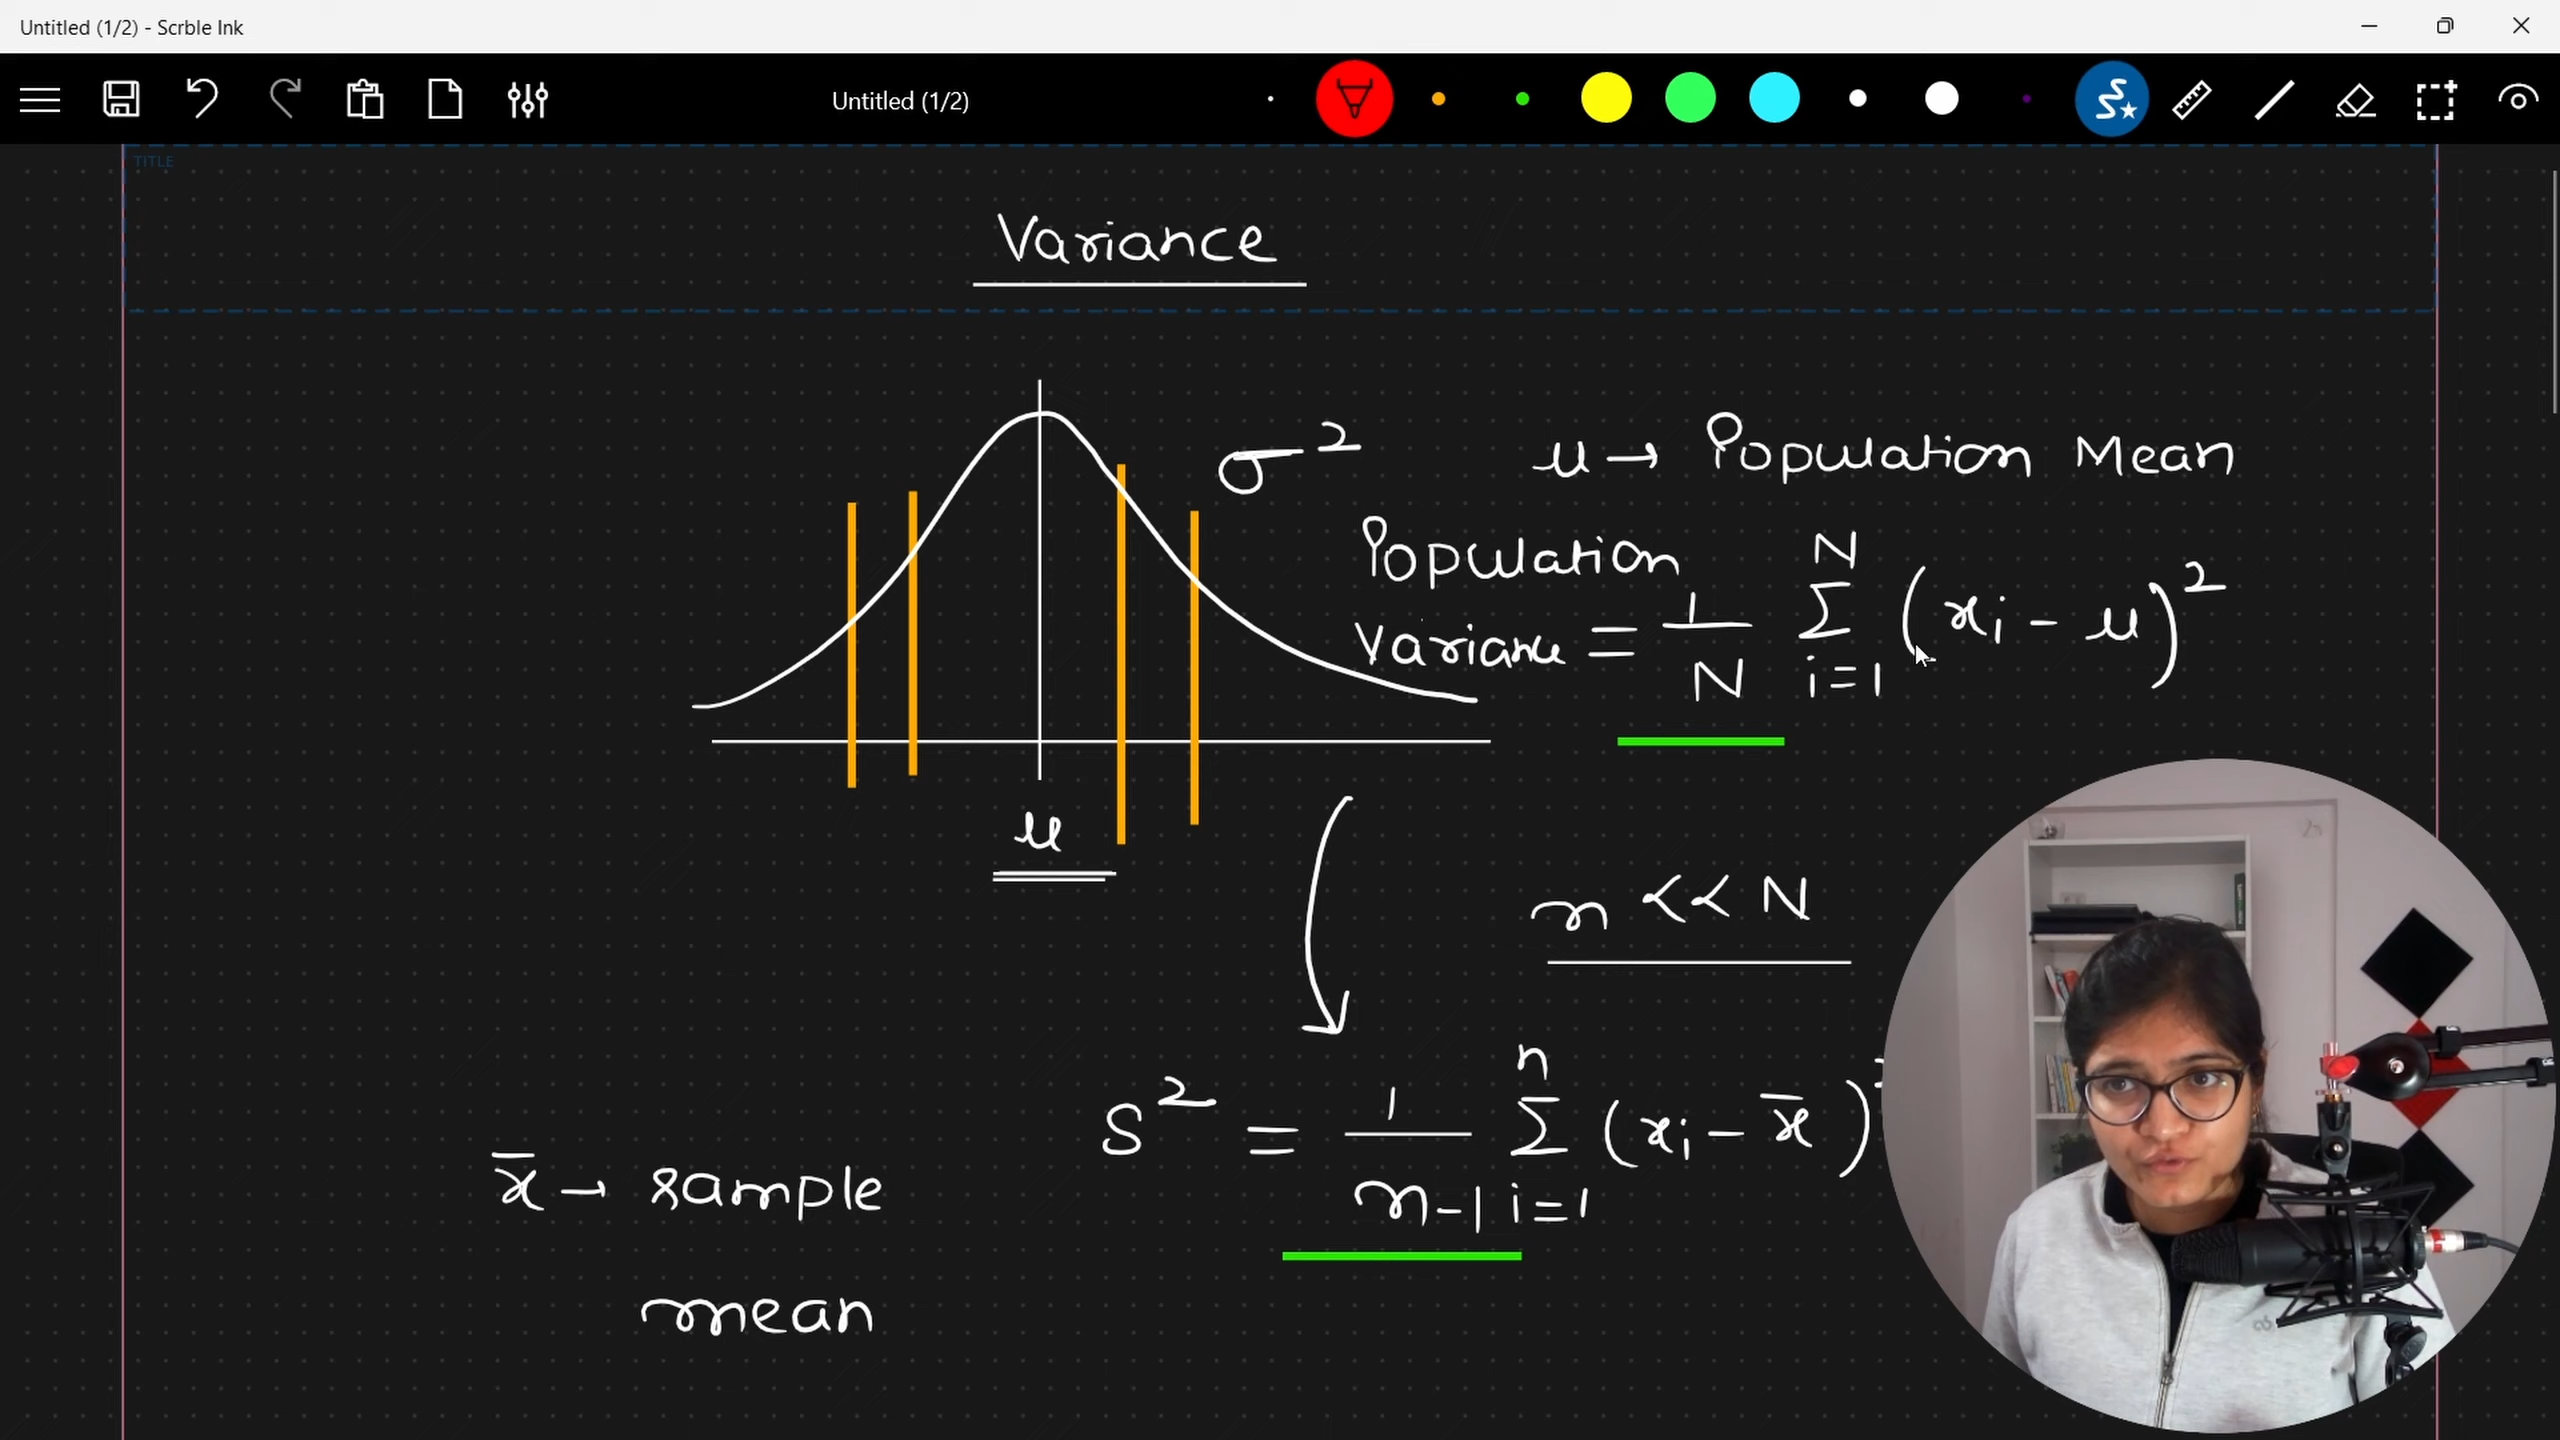 Untitled (1/2) - Scrble Ink
Untitled (1/2)
TITLE
Variance
σ²
μ → Population Mean
Population
Variance = 1/N Σ_{i=1}^{N} (xᵢ - μ)²
μ
n << N
S² = 1/(n-1) Σ_{i=1}^{n} (xᵢ - x̄)
x̄ → sample
mean